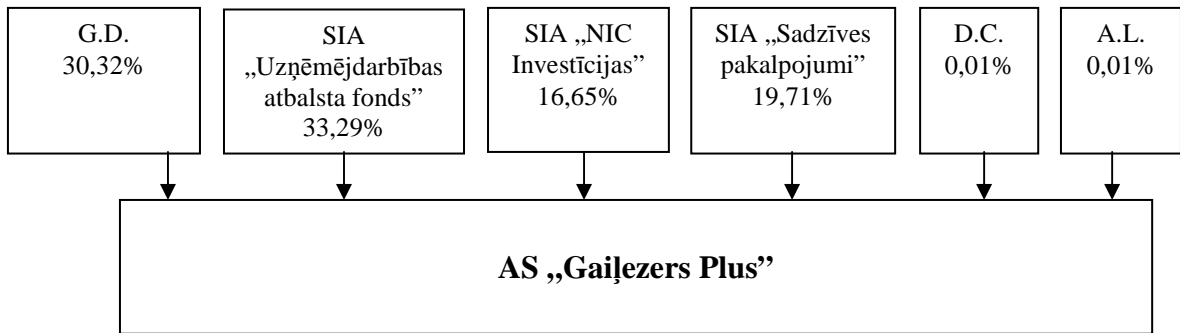 G.D.
30,32%
SIA
„Uzņēmējdarbības
atbalsta fonds”
33,29%
SIA „NIC
Investīcijas”
16,65%
SIA „Sadzīves
pakalpojumi”
19,71%
D.C.
0,01%
A.L.
0,01%
AS „Gaiļezers Plus”